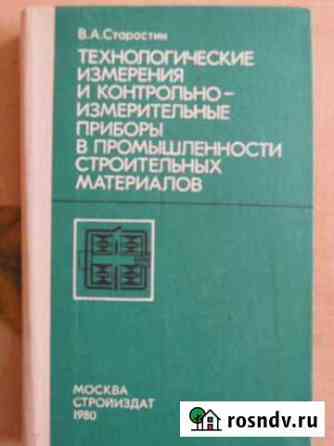 В.А.Старостин
ТЕХНОЛОГИЧЕСКИЕ
ИЗМЕРЕНИЯ
И КОНТРОЛЬНО-
ИЗМЕРИТЕЛЬНЫЕ
ПРИБОРЫ
В ПРОМЫШЛЕННОСТИ
СТРОИТЕЛЬНЫХ
МАТЕРИАЛОВ
МОСКВА
СТРОЙИЗДАТ
1980
rosndv.ru